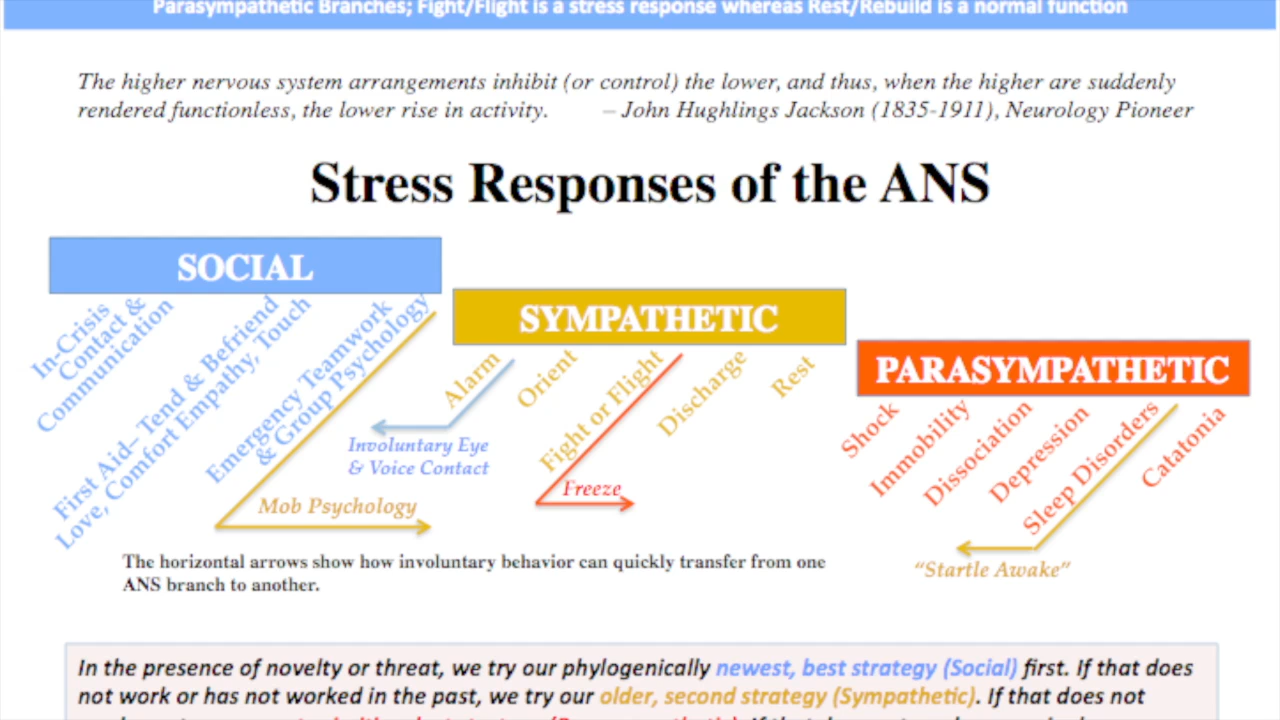 Parasympathetic Branches; Fight/Flight is a stress response whereas Rest/Rebuild is a normal function
The higher nervous system arrangements inhibit (or control) the lower, and thus, when the higher are suddenly
rendered functionless, the lower rise in activity. – John Hughlings Jackson (1835-1911), Neurology Pioneer
Stress Responses of the ANS
SOCIAL
SYMPATHETIC
PARASYMPATHETIC
In-Crisis
Contact &
Communication
First Aid– Tend & Befriend
Love, Comfort Empathy, Touch
Emergency Teamwork
& Group Psychology
Mob Psychology
Alarm
Involuntary Eye
& Voice Contact
Orient
Fight or Flight
Freeze
Discharge
Rest
Shock
Immobility
Dissociation
Depression
Sleep Disorders
Catatonia
“Startle Awake”
The horizontal arrows show how involuntary behavior can quickly transfer from one
ANS branch to another.
In the presence of novelty or threat, we try our phylogenically newest, best strategy (Social) first. If that does
not work or has not worked in the past, we try our older, second strategy (Sympathetic). If that does not